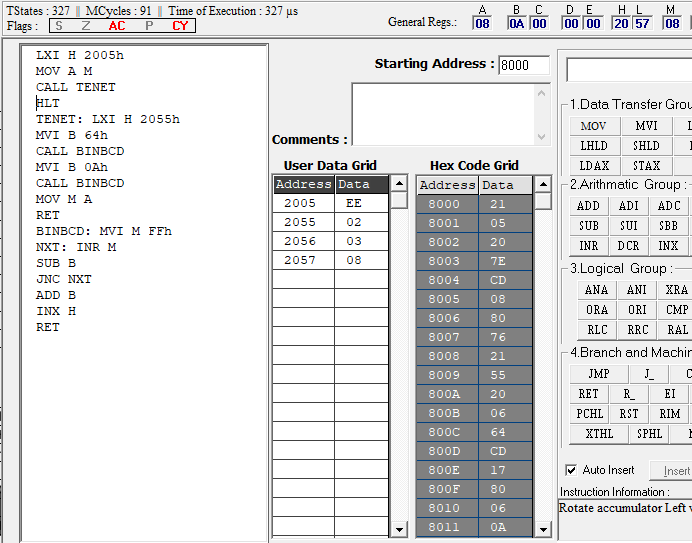 TStates : 327 MCycles : 91 Time of Execution : 327 µs
Flags : S Z AC P CY
General Regs.: A B C D E H L M
08 0A 00 00 00 20 57 08
LXI H 2005h
MOV A M
CALL TENET
HLT
TENET: LXI H 2055h
MVI B 64h
CALL BINBCD
MVI B 0Ah
CALL BINBCD
MOV M A
RET
BINBCD: MVI M FFh
NXT: INR M
SUB B
JNC NXT
ADD B
INX H
RET
Starting Address : 8000
Comments :
User Data Grid
Address Data
2005 EE
2055 02
2056 03
2057 08
Hex Code Grid
Address Data
8000 21
8001 05
8002 20
8003 7E
8004 CD
8005 08
8006 80
8007 76
8008 21
8009 55
800A 20
800B 06
800C 64
800D CD
800E 17
800F 80
8010 06
8011 0A
1.Data Transfer Grou
MOV MVI L
LHLD SHLD
LDAX STAX
2.Arithmatic Group :
ADD ADI ADC
SUB SUI SBB
INR DCR INX
3.Logical Group :
ANA ANI XRA
ORA ORI CMP
RLC RRC RAL
4.Branch and Machin
JMP J_ C
RET R_ EI
PCHL RST RIM
XTHL SPHL
Auto Insert Insert
Instruction Information :
Rotate accumulator Left